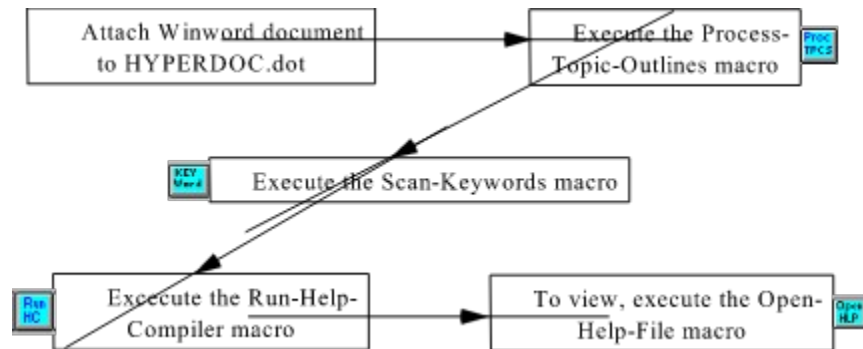 Attach Winword document
to HYPERDOC.dot
Execute the Process-
Topic-Outlines macro
Proc
TPCS
KEY
Word
Execute the Scan-Keywords macro
Run
HC
Excecute the Run-Help-
Compiler macro
To view, execute the Open-
Help-File macro
Open
HLP